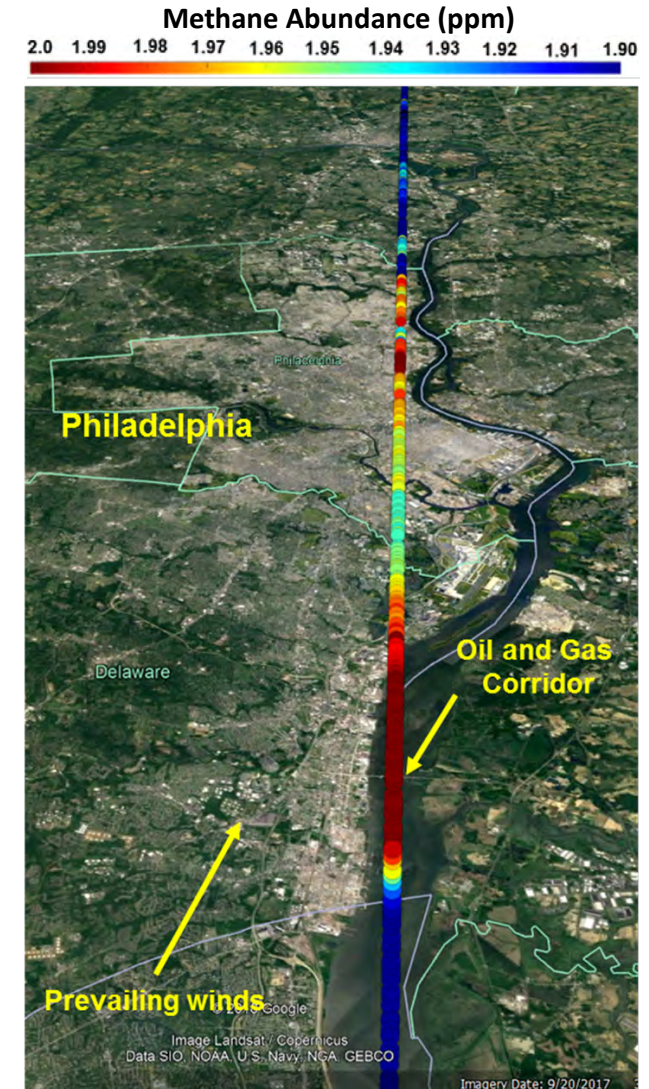 Methane Abundance (ppm)
2.0 1.99 1.98 1.97 1.96 1.95 1.94 1.93 1.92 1.91 1.90
Philadelphia
Philadelphia
Oil and Gas
Corridor
Delaware
Prevailing winds
Google
Image Landsat / Copernicus
Data SIO, NOAA, U.S. Navy, NGA, GEBCO
Imagery Date: 9/20/2017